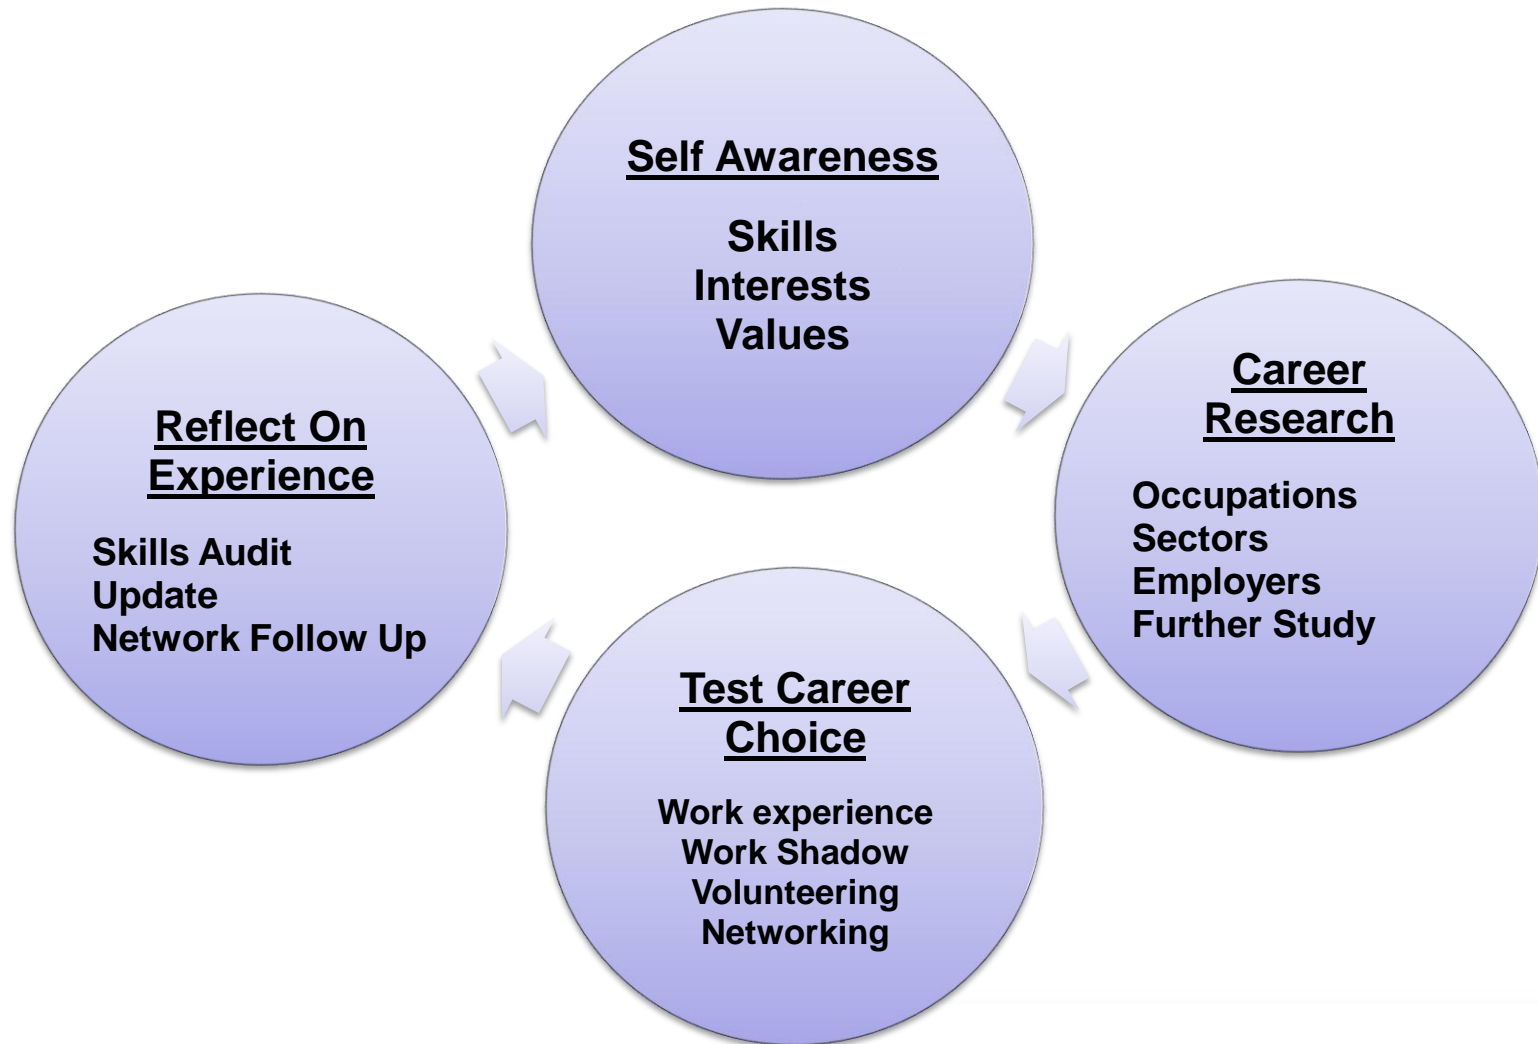 Self Awareness
Skills
Interests
Values
Career
Research
Occupations
Sectors
Employers
Further Study
Test Career
Choice
Work experience
Work Shadow
Volunteering
Networking
Reflect On
Experience
Skills Audit
Update
Network Follow Up